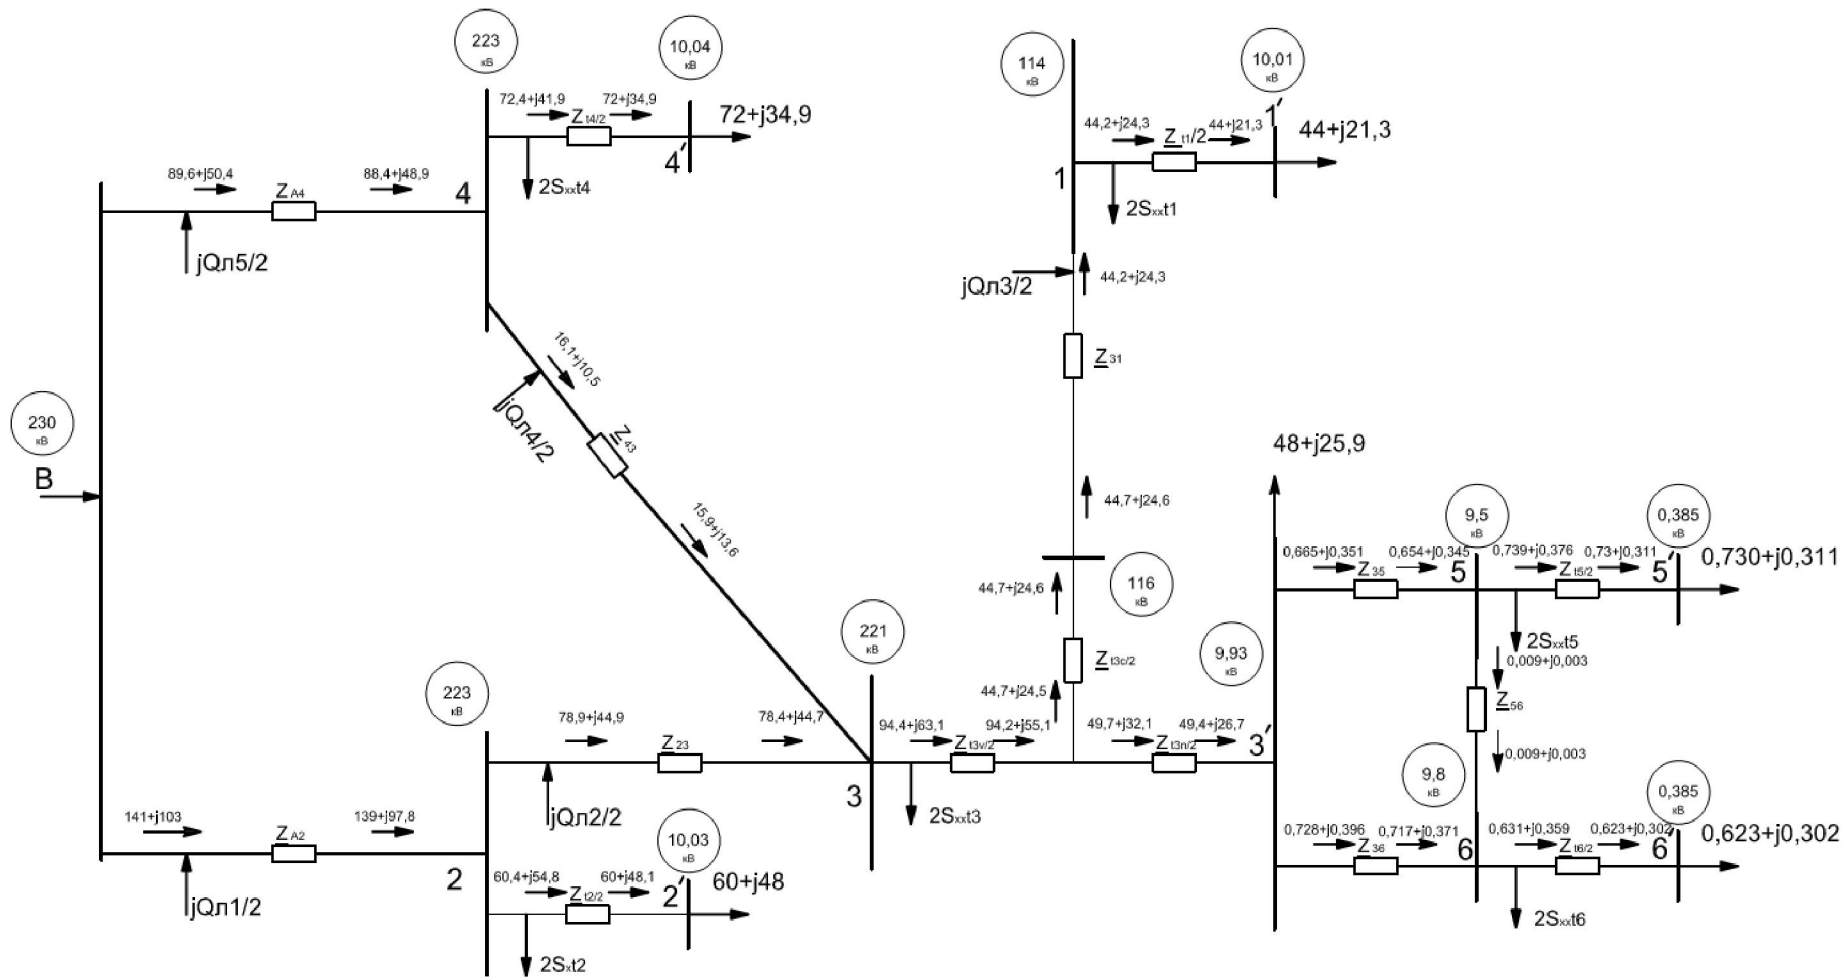 223
кВ
10,04
кВ
72,4+j41,9
72+j34,9
Z t4/2
72+j34,9
4′
2Sxxt4
89,6+j50,4
Z A4
88,4+j48,9
4
jQл5/2
114
кВ
10,01
кВ
44,2+j24,3
Z t1/2
44+j21,3
1′
44+j21,3
1
2Sxxt1
jQл3/2
44,2+j24,3
Z 31
16,1+j10,5
jQл4/2
Z 43
15,9+j13,6
230
кВ
B
44,7+j24,6
116
кВ
44,7+j24,6
Z t3c/2
44,7+j24,5
48+j25,9
9,5
кВ
0,385
кВ
0,665+j0,351
Z 35
0,654+j0,345
5
0,739+j0,376
Z t5/2
0,73+j0,311
5′
0,730+j0,311
2Sxxt5
0,009+j0,003
Z 56
0,009+j0,003
221
кВ
9,93
кВ
223
кВ
78,9+j44,9
Z 23
78,4+j44,7
jQл2/2
3
94,4+j63,1
Z t3v/2
94,2+j55,1
2Sxxt3
49,7+j32,1
Z t3n/2
49,4+j26,7
3′
9,8
кВ
0,385
кВ
0,728+j0,396
Z 36
0,717+j0,371
6
0,631+j0,359
Z t6/2
0,623+j0,302
6′
0,623+j0,302
2Sxxt6
141+j103
Z A2
139+j97,8
jQл1/2
2
10,03
кВ
60,4+j54,8
Z t2/2
60+j48,1
2′
60+j48
2Sxt2